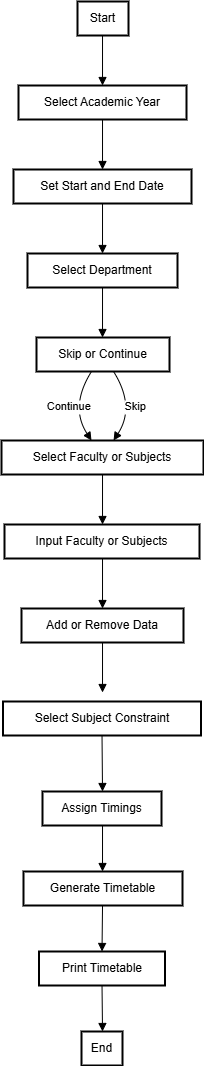 Start
Select Academic Year
Set Start and End Date
Select Department
Skip or Continue
Continue
Skip
Select Faculty or Subjects
Input Faculty or Subjects
Add or Remove Data
Select Subject Constraint
Assign Timings
Generate Timetable
Print Timetable
End